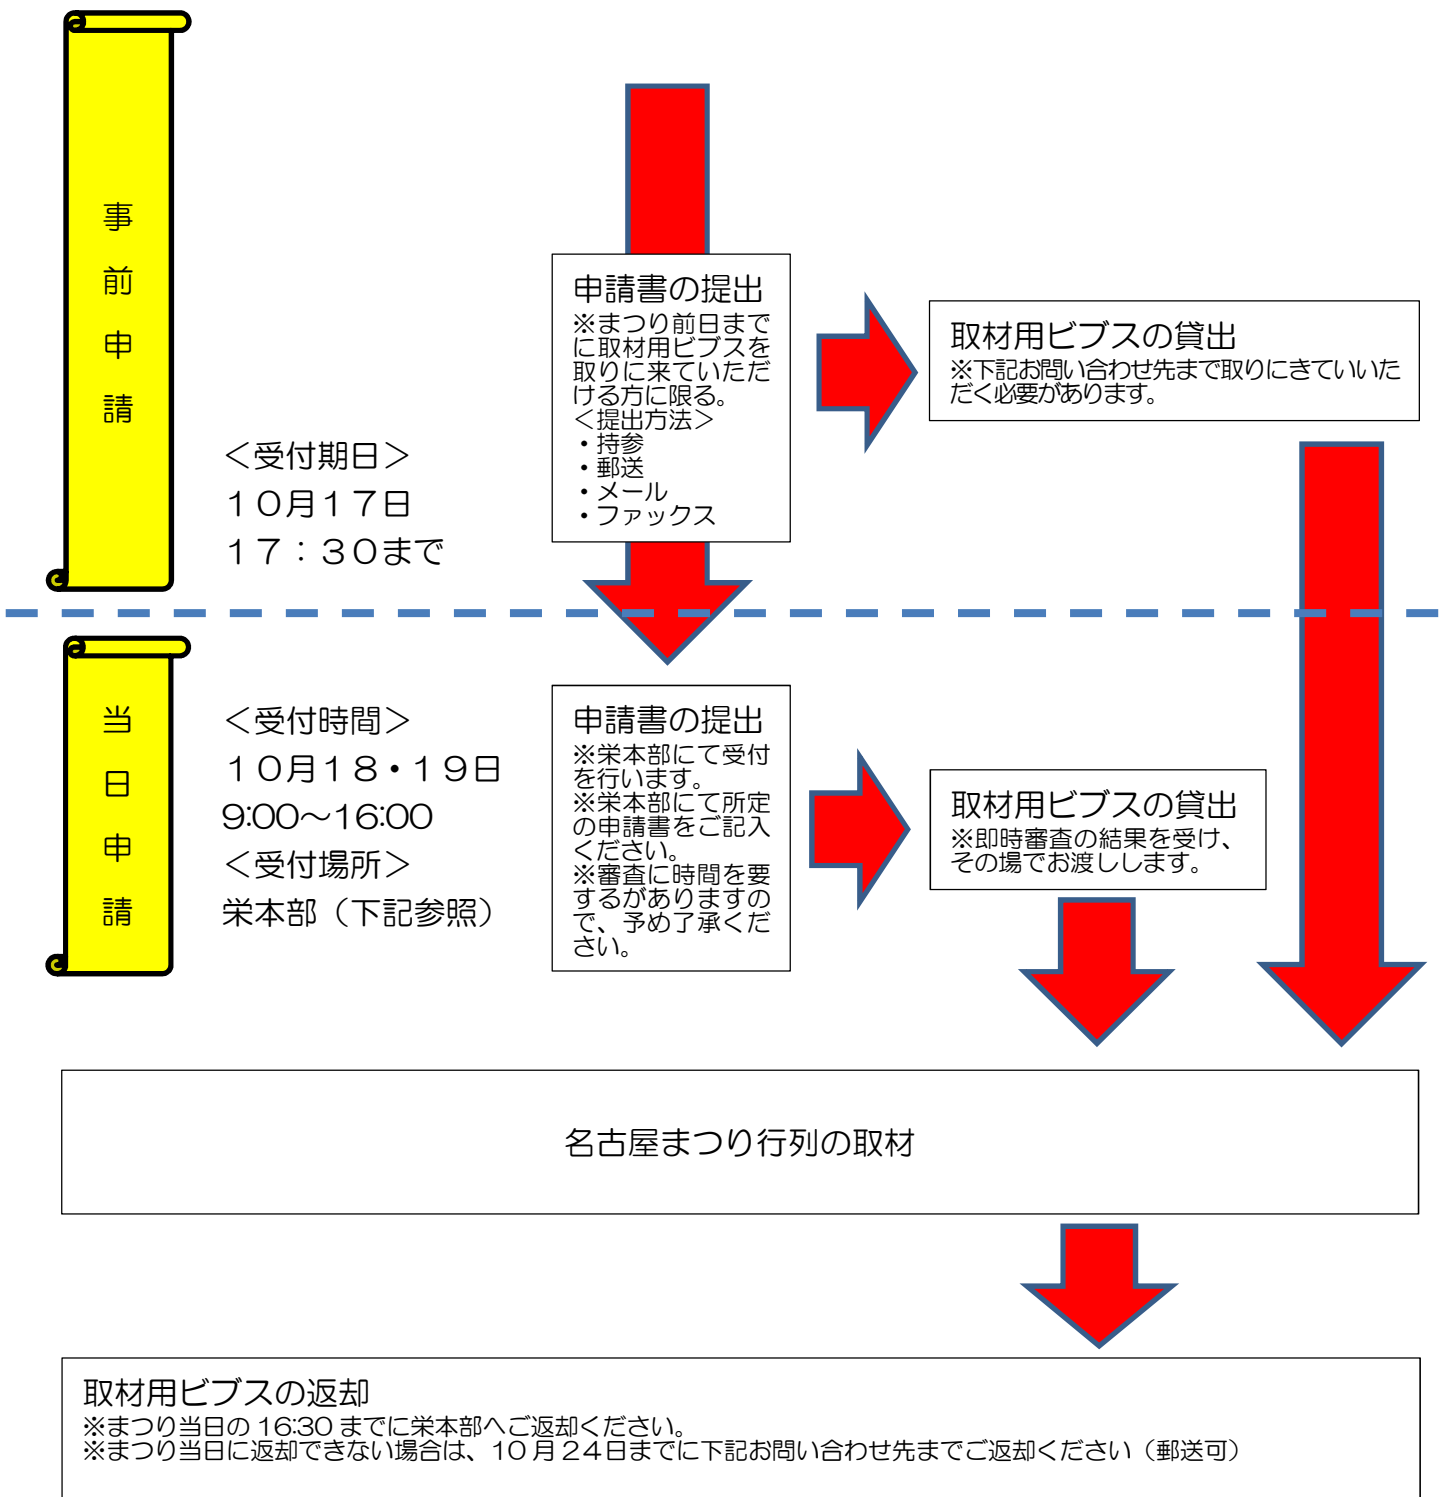 事前申請
＜受付期日＞
１０月１７日
１７：３０まで
申請書の提出
※まつり前日まで
に取材用ビブスを
取りに来ていただ
ける方に限る。
＜提出方法＞
・持参
・郵送
・メール
・ファックス
取材用ビブスの貸出
※下記お問い合わせ先まで取りにきていいた
だく必要があります。
当日申請
＜受付時間＞
１０月１８・１９日
9:00～16:00
＜受付場所＞
栄本部（下記参照）
申請書の提出
※栄本部にて受付
を行います。
※栄本部にて所定
の申請書をご記入
ください。
※審査に時間を要
するがありますの
で、予め了承くだ
さい。
取材用ビブスの貸出
※即時審査の結果を受け、
その場でお渡しします。
名古屋まつり行列の取材
取材用ビブスの返却
※まつり当日の 16:30 までに栄本部へご返却ください。
※まつり当日に返却できない場合は、10 月２４日までに下記お問い合わせ先までご返却ください（郵送可）